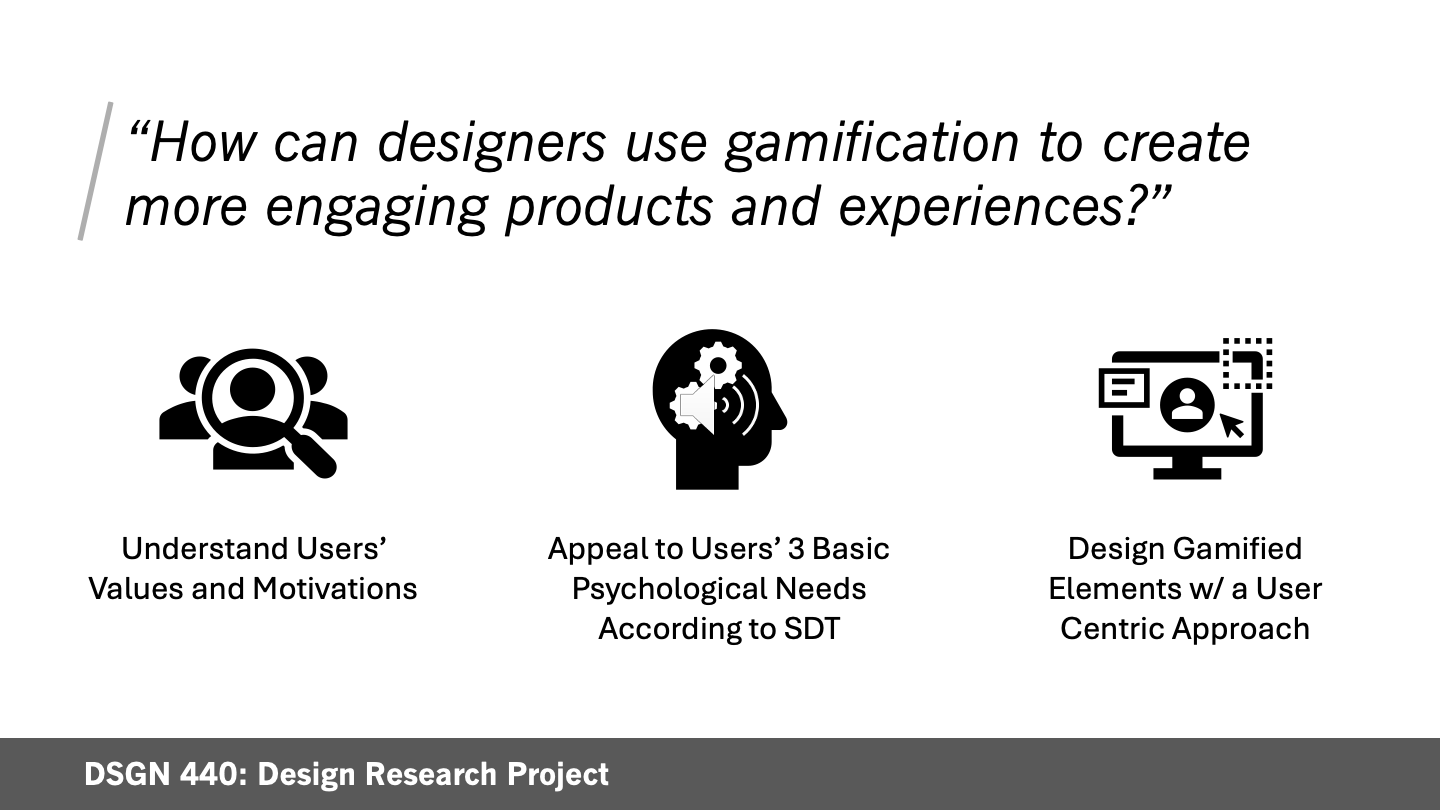 “How can designers use gamification to create
more engaging products and experiences?”
Understand Users’
Values and Motivations
Appeal to Users’ 3 Basic
Psychological Needs
According to SDT
Design Gamified
Elements w/ a User
Centric Approach
DSGN 440: Design Research Project